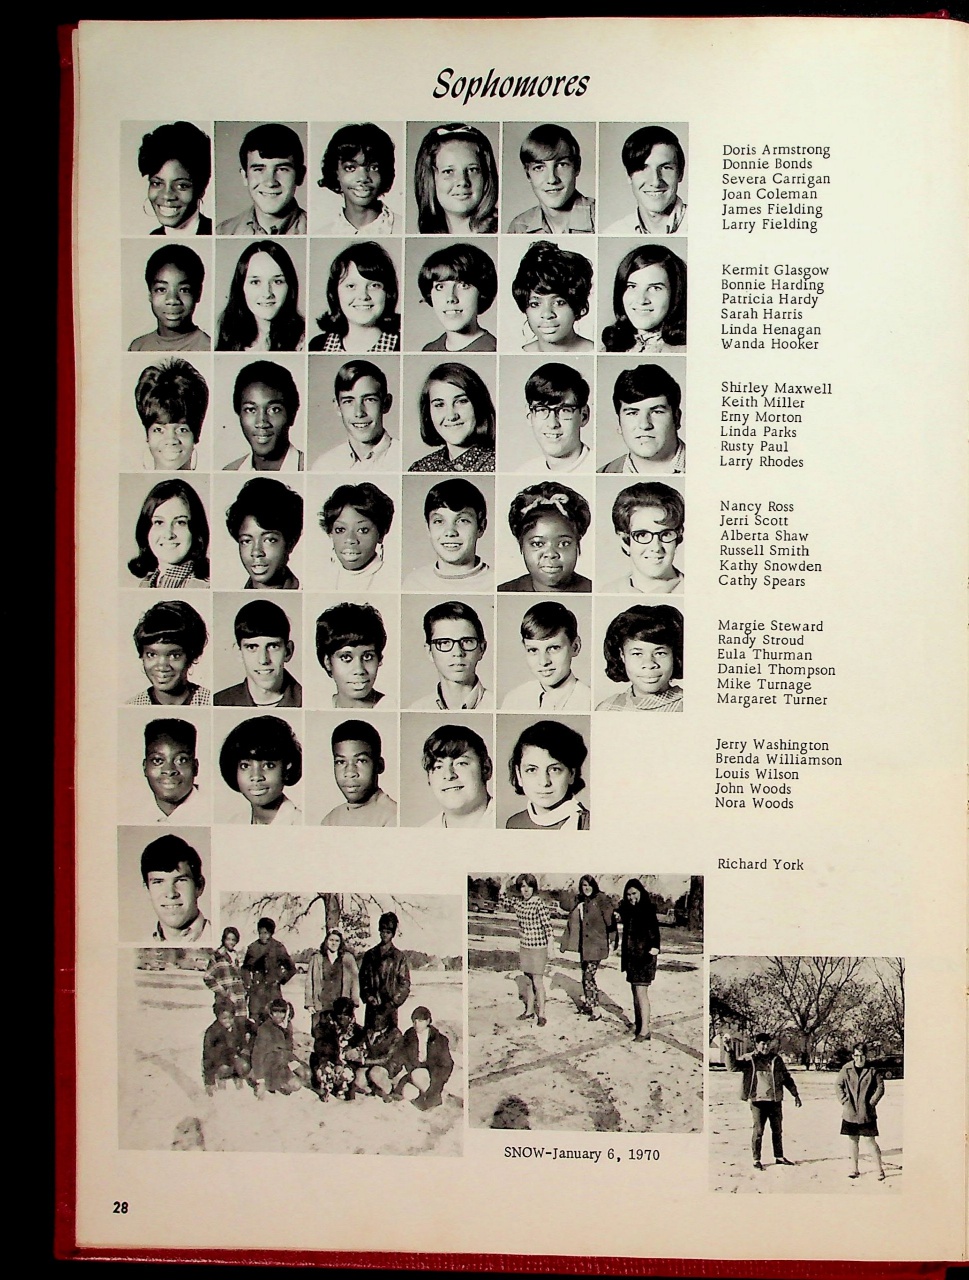 Sophomores
Doris Armstrong
Donnie Bonds
Severa Carrigan
Joan Coleman
James Fielding
Larry Fielding
Kermit Glasgow
Bonnie Harding
Patricia Hardy
Sarah Harris
Linda Henagan
Wanda Hooker
Shirley Maxwell
Keith Miller
Erny Morton
Linda Parks
Rusty Paul
Larry Rhodes
Nancy Ross
Jerri Scott
Alberta Shaw
Russell Smith
Kathy Snowden
Cathy Spears
Margie Steward
Randy Stroud
Eula Thurman
Daniel Thompson
Mike Turnage
Margaret Turner
Jerry Washington
Brenda Williamson
Louis Wilson
John Woods
Nora Woods
Richard York
SNOW-January 6, 1970
28